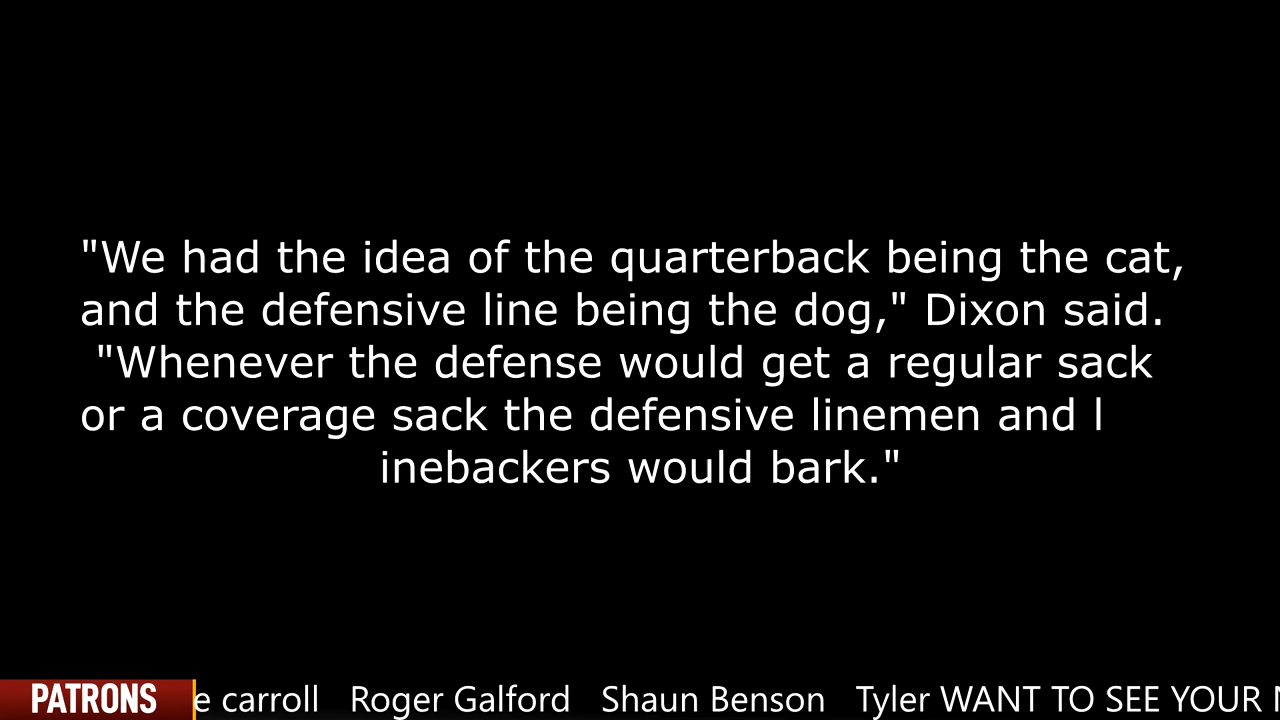 "We had the idea of the quarterback being the cat,
and the defensive line being the dog," Dixon said.
"Whenever the defense would get a regular sack
or a coverage sack the defensive linemen and l
inebackers would bark."
PATRONS e carroll Roger Galford Shaun Benson Tyler WANT TO SEE YOUR